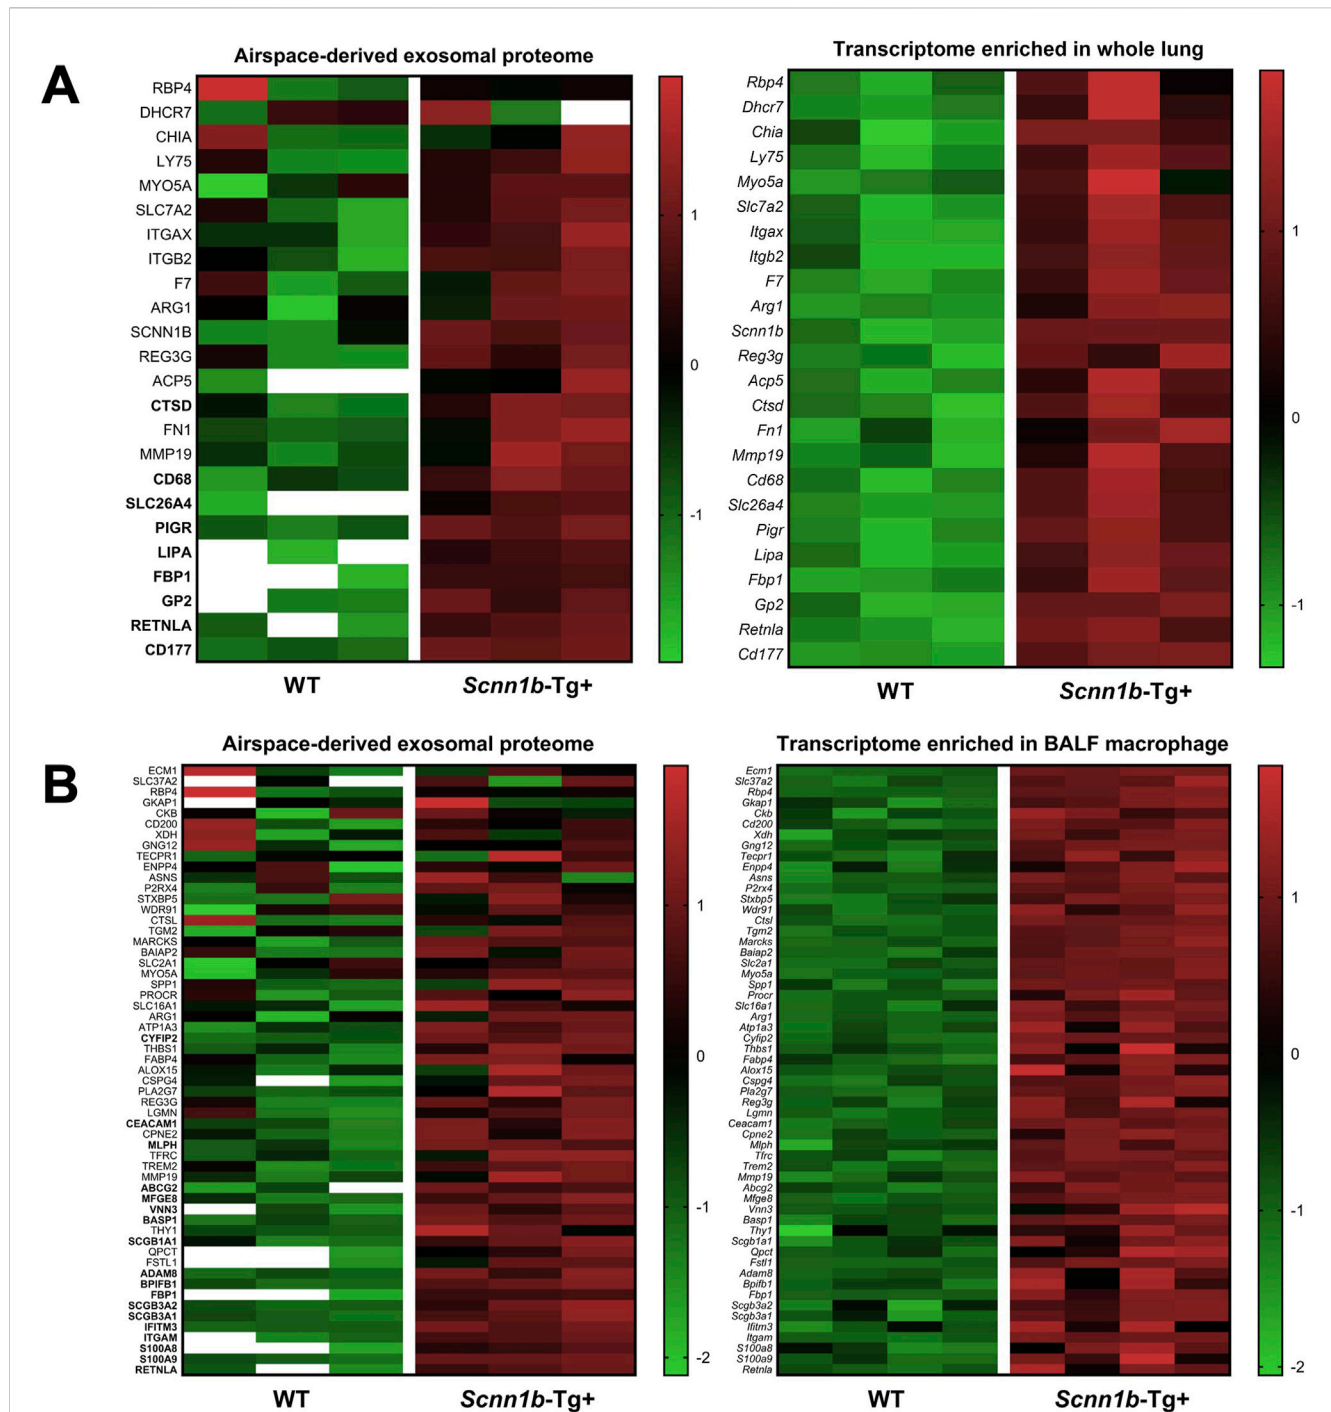 A
Airspace-derived exosomal proteome
RBP4
DHCR7
CHIA
LY75
MYO5A
SLC7A2
ITGAX
ITGB2
F7
ARG1
SCNN1B
REG3G
ACP5
CTSD
FN1
MMP19
CD68
SLC26A4
PIGR
LIPA
FBP1
GP2
RETNLA
CD177
WT
Scnn1b-Tg+
1
0
-1
Transcriptome enriched in whole lung
Rbp4
Dhcr7
Chia
Ly75
Myo5a
Slc7a2
Itgax
Itgb2
F7
Arg1
Scnn1b
Reg3g
Acp5
Ctsd
Fn1
Mmp19
Cd68
Slc26a4
Pigr
Lipa
Fbp1
Gp2
Retnla
Cd177
WT
Scnn1b-Tg+
1
0
-1
B
Airspace-derived exosomal proteome
ECM1
SLC37A2
RBP4
GKAP1
CKB
CD200
XDH
GNG12
TECPR1
ENPP4
ASNS
P2RX4
STXBP5
WDR91
CTSL
TGM2
MARCKS
BAIAP2
SLC2A1
MYO5A
SPP1
PROCR
SLC16A1
ARG1
ATP1A3
CYFIP2
THBS1
FABP4
ALOX15
CSPG4
PLA2G7
REG3G
LGMN
CEACAM1
CPNE2
MLPH
TFRC
TREM2
MMP19
ABCG2
MFGE8
VNN3
BASP1
THY1
SCGB1A1
QPCT
FSTL1
ADAM8
BPIFB1
FBP1
SCGB3A2
SCGB3A1
IFITM3
ITGAM
S100A8
S100A9
RETNLA
WT
Scnn1b-Tg+
1
0
-1
-2
Transcriptome enriched in BALF macrophage
Ecm1
Slc37a2
Rbp4
Gkap1
Ckb
Cd200
Xdh
Gng12
Tecpr1
Enpp4
Asns
P2rx4
Stxbp5
Wdr91
Ctsl
Tgm2
Marcks
Baiap2
Slc2a1
Myo5a
Spp1
Procr
Slc16a1
Arg1
Atp1a3
Cyfip2
Thbs1
Fabp4
Alox15
Cspg4
Pla2g7
Reg3g
Lgmn
Ceacam1
Cpne2
Mlph
Tfrc
Trem2
Mmp19
Abcg2
Mfge8
Vnn3
Basp1
Thy1
Scgb1a1
Qpct
Fstl1
Adam8
Bpifb1
Fbp1
Scgb3a2
Scgb3a1
Ifitm3
Itgam
S100a8
S100a9
Retnla
WT
Scnn1b-Tg+
1
0
-1
-2